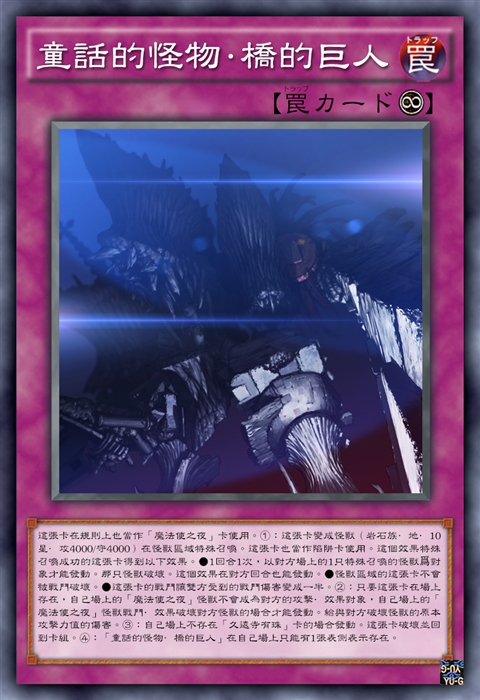 童話的怪物·橋的巨人
トラップ
罠
トラップ
【罠カード】
這張卡在規則上也當作「魔法使之夜」卡使用。①：這張卡變成怪獸（岩石族·地·10
星·攻4000/守4000）在怪獸區域特殊召喚。這張卡也當作陷阱卡使用。這個效果特殊
召喚成功的這張卡得到以下效果。●1回合1次，以對方場上的1只特殊召喚的怪獸爲對
象才能發動。那只怪獸破壞。這個效果在對方回合也能發動。●怪獸區域的這張卡不會
被戰鬥破壞。●這張卡的戰鬥讓雙方受到的戰鬥傷害變成一半。②：只要這張卡在場上
存在，自己場上的「魔法使之夜」怪獸不會成為對方的攻擊·效果對象，自己場上的「
魔法使之夜」怪獸戰鬥·效果破壞對方怪獸的場合才能發動。給與對方破壞怪獸的原本
攻擊力值的傷害。③：自己場上不存在「久遠寺有珠」卡的場合發動。這張卡破壞並回
到卡組。④：「童話的怪物·橋的巨人」在自己場上只能有1張表側表示存在。
YU-G
YU-G